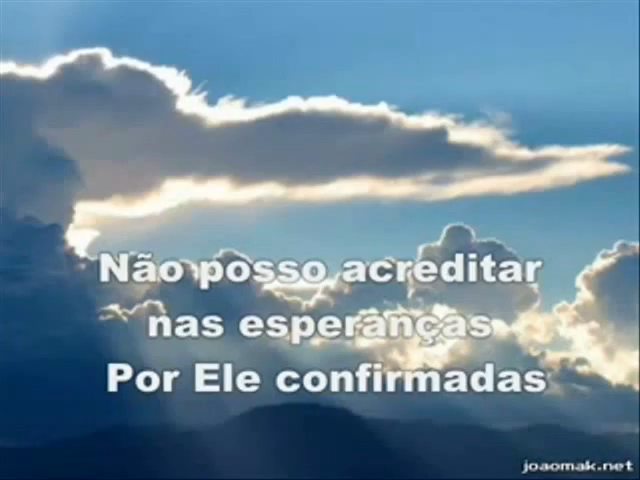 Não posso acreditar
nas esperanças
Por Ele confirmadas
joaomak.net